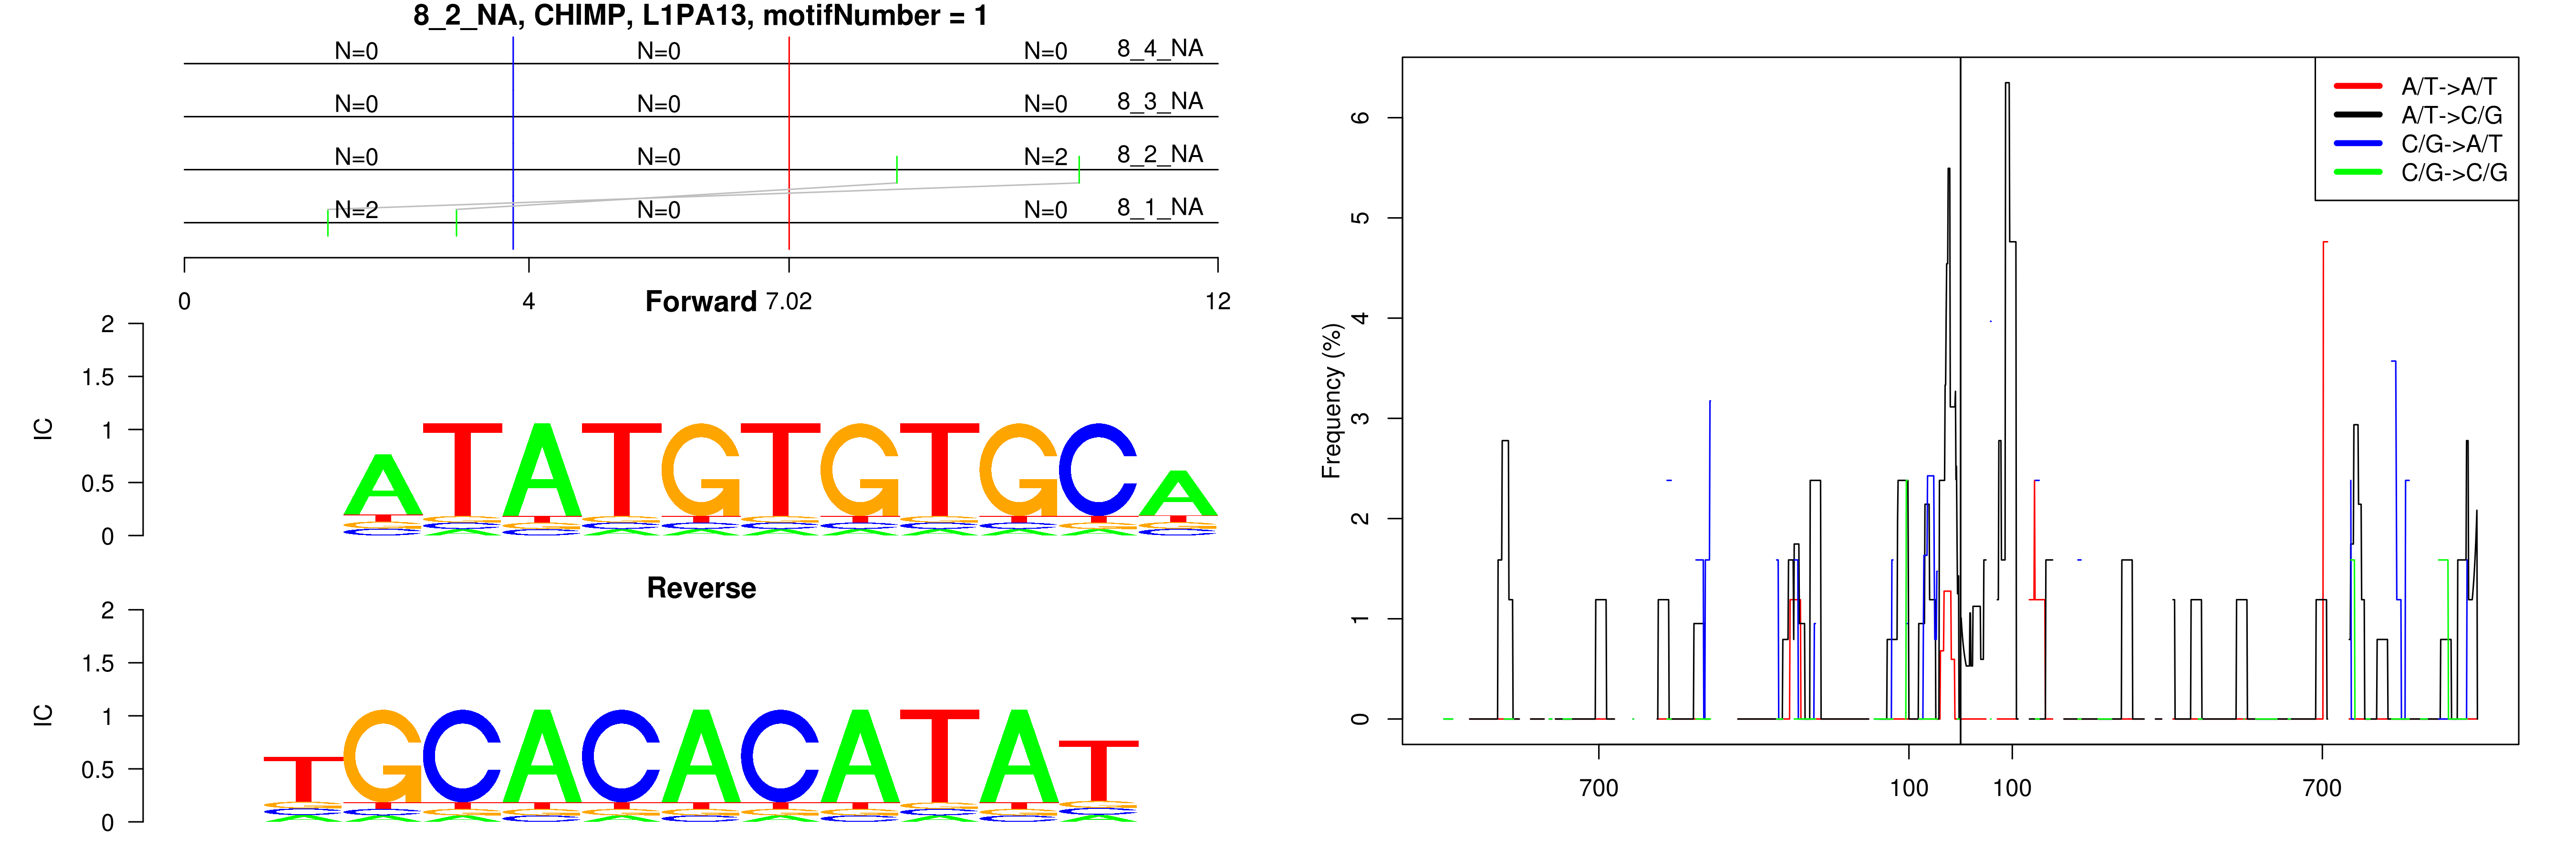 8_2_NA, CHIMP, L1PA13, motifNumber = 1
N=0 N=0 N=0 8_4_NA
N=0 N=0 N=0 8_3_NA
N=0 N=0 N=2 8_2_NA
N=2 N=0 N=0 8_1_NA
0 4 7.02 12
Forward
IC
2
1.5
1
0.5
0
ATATGTGTGCA
Reverse
IC
2
1.5
1
0.5
0
TGCACACATAT
Frequency (%)
6
5
4
3
2
1
0
700 100 100 700
A/T->A/T
A/T->C/G
C/G->A/T
C/G->C/G